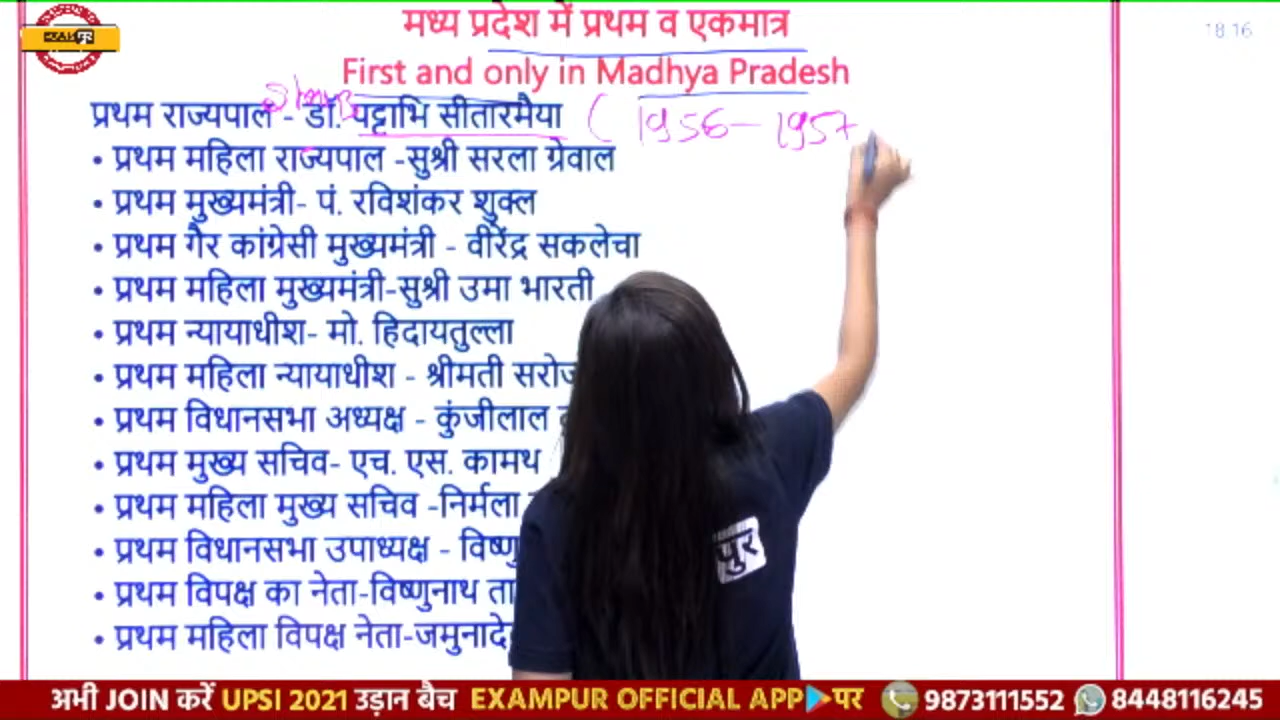 मध्य प्रदेश में प्रथम व एकमात्र
18:16
First and only in Madhya Pradesh
प्रथम राज्यपाल - डॉ. पट्टाभि सीतारमैया ( 1956 - 1957
• प्रथम महिला राज्यपाल -सुश्री सरला ग्रेवाल
• प्रथम मुख्यमंत्री- पं. रविशंकर शुक्ल
• प्रथम गैर कांग्रेसी मुख्यमंत्री - वीरेंद्र सकलेचा
• प्रथम महिला मुख्यमंत्री-सुश्री उमा भारती
• प्रथम न्यायाधीश- मो. हिदायतुल्ला
• प्रथम महिला न्यायाधीश - श्रीमती
• प्रथम विधानसभा अध्यक्ष - कुंजीलाल
• प्रथम मुख्य सचिव- एच. एस. कामथ
• प्रथम महिला मुख्य सचिव -निर्मला
• प्रथम विधानसभा उपाध्यक्ष -
• प्रथम विपक्ष का नेता-विष्णुनाथ
• प्रथम महिला विपक्ष नेता-
पुर
अभी JOIN करें UPSI 2021 उड़ान बैच EXAMPUR OFFICIAL APP पर 9873111552 8448116245